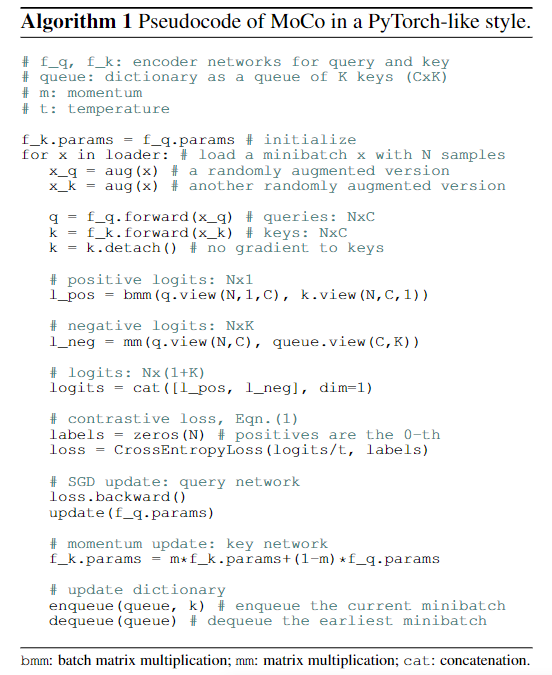 Algorithm 1 Pseudocode of MoCo in a PyTorch-like style.
# f_q, f_k: encoder networks for query and key
# queue: dictionary as a queue of K keys (CxK)
# m: momentum
# t: temperature
f_k.params = f_q.params # initialize
for x in loader: # load a minibatch x with N samples
x_q = aug(x) # a randomly augmented version
x_k = aug(x) # another randomly augmented version
q = f_q.forward(x_q) # queries: NxC
k = f_k.forward(x_k) # keys: NxC
k = k.detach() # no gradient to keys
# positive logits: Nx1
l_pos = bmm(q.view(N,1,C), k.view(N,C,1))
# negative logits: NxK
l_neg = mm(q.view(N,C), queue.view(C,K))
# logits: Nx(1+K)
logits = cat([l_pos, l_neg], dim=1)
# contrastive loss, Eqn.(1)
labels = zeros(N) # positives are the 0-th
loss = CrossEntropyLoss(logits/t, labels)
# SGD update: query network
loss.backward()
update(f_q.params)
# momentum update: key network
f_k.params = m*f_k.params+(1-m)*f_q.params
# update dictionary
enqueue(queue, k) # enqueue the current minibatch
dequeue(queue) # dequeue the earliest minibatch
bmm: batch matrix multiplication; mm: matrix multiplication; cat: concatenation.